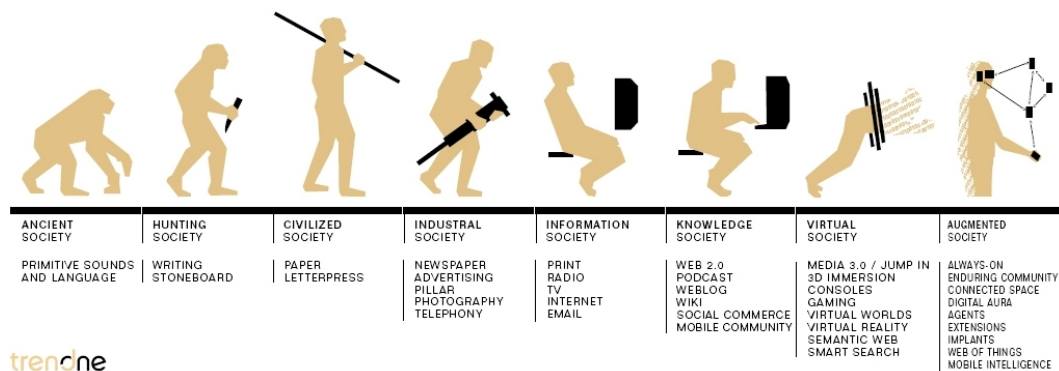 ANCIENT
SOCIETY
PRIMITIVE SOUNDS
AND LANGUAGE
HUNTING
SOCIETY
WRITING
STONEBOARD
CIVILIZED
SOCIETY
PAPER
LETTERPRESS
INDUSTRAL
SOCIETY
NEWSPAPER
ADVERTISING
PILLAR
PHOTOGRAPHY
TELEPHONY
INFORMATION
SOCIETY
PRINT
RADIO
TV
INTERNET
EMAIL
KNOWLEDGE
SOCIETY
WEB 2.0
PODCAST
WEBLOG
WIKI
SOCIAL COMMERCE
MOBILE COMMUNITY
VIRTUAL
SOCIETY
MEDIA 3.0 / JUMP IN
3D IMMERSION
CONSOLES
GAMING
VIRTUAL WORLDS
VIRTUAL REALITY
SEMANTIC WEB
SMART SEARCH
AUGMENTED
SOCIETY
ALWAYS-ON
ENDURING COMMUNITY
CONNECTED SPACE
DIGITAL AURA
AGENTS
EXTENSIONS
IMPLANTS
WEB OF THINGS
MOBILE INTELLIGENCE
trendne